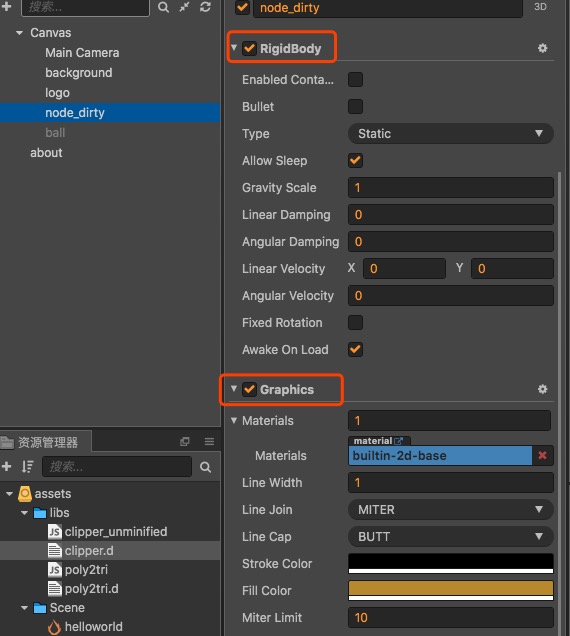 搜索...
Canvas
Main Camera
background
logo
node_dirty
ball
about
资源管理器
搜索...
assets
libs
clipper_unminified
clipper.d
poly2tri
poly2tri.d
Scene
helloworld
node_dirty 3D
RigidBody
Enabled Conta...
Bullet
Type Static
Allow Sleep
Gravity Scale 1
Linear Damping 0
Angular Damping 0
Linear Velocity X 0 Y 0
Angular Velocity 0
Fixed Rotation
Awake On Load
Graphics
Materials 1
material
Materials builtin-2d-base
Line Width 1
Line Join MITER
Line Cap BUTT
Stroke Color
Fill Color
Miter Limit 10